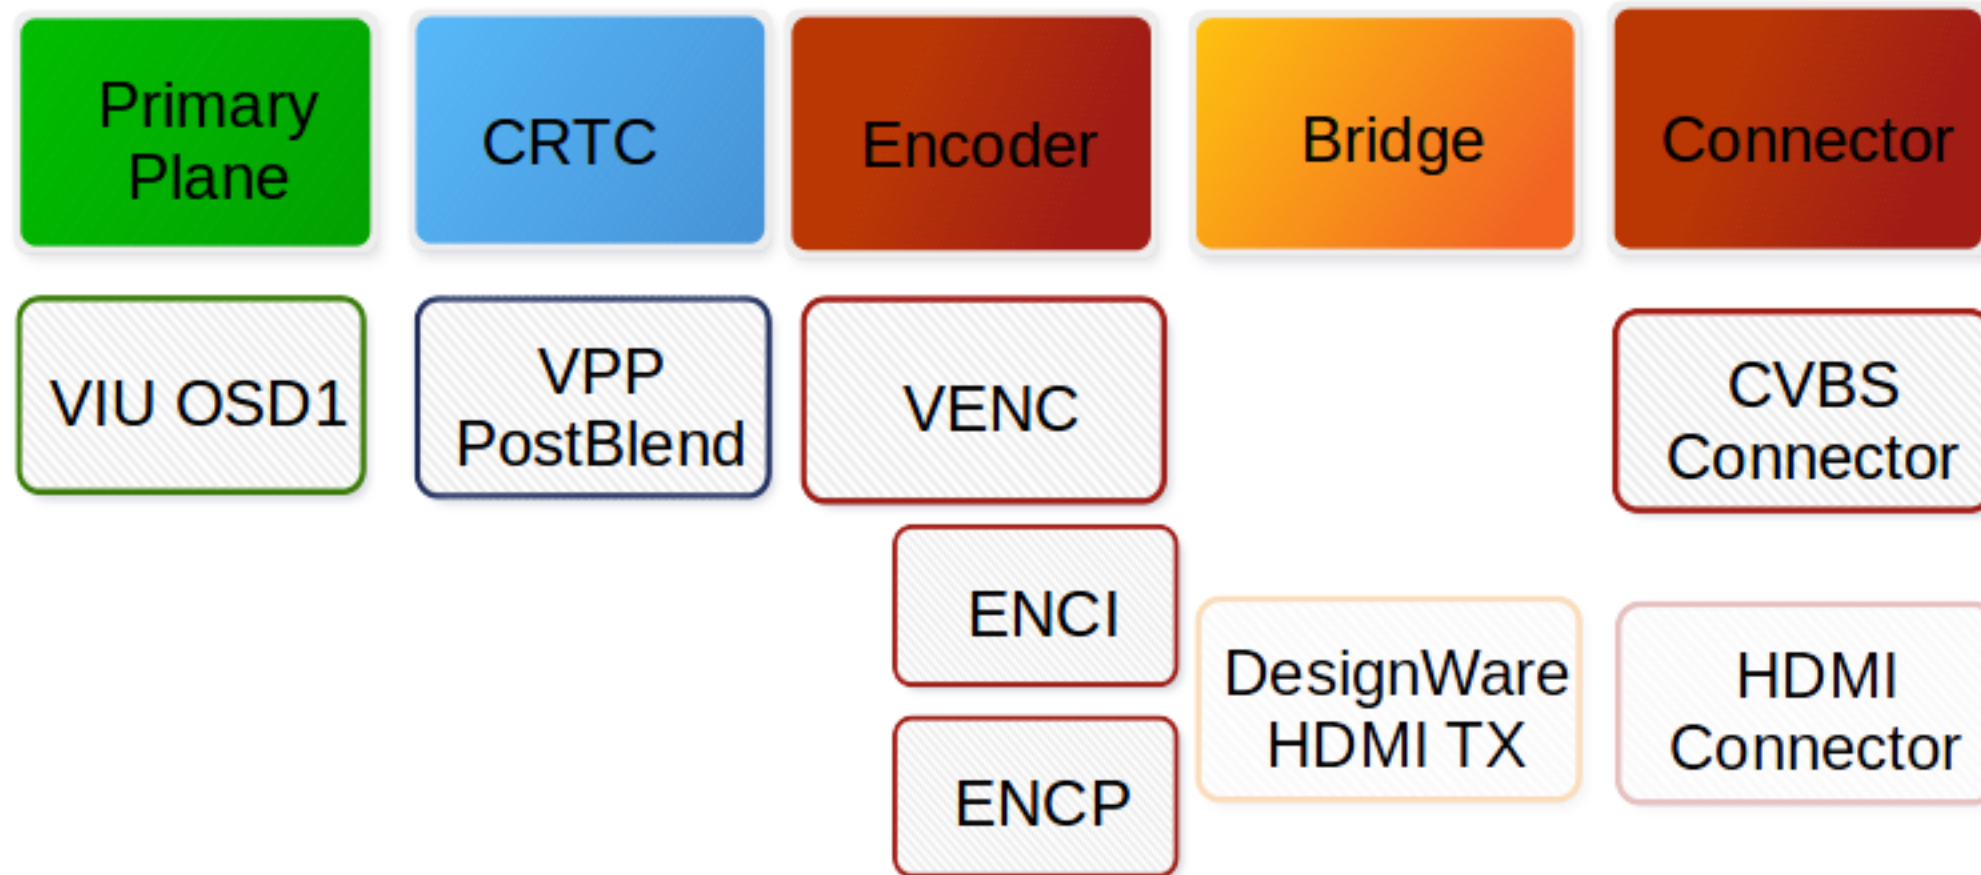 Primary
Plane
CRTC
Encoder
Bridge
Connector
VIU OSD1
VPP
PostBlend
VENC
CVBS
Connector
ENCI
DesignWare
HDMI TX
HDMI
Connector
ENCP